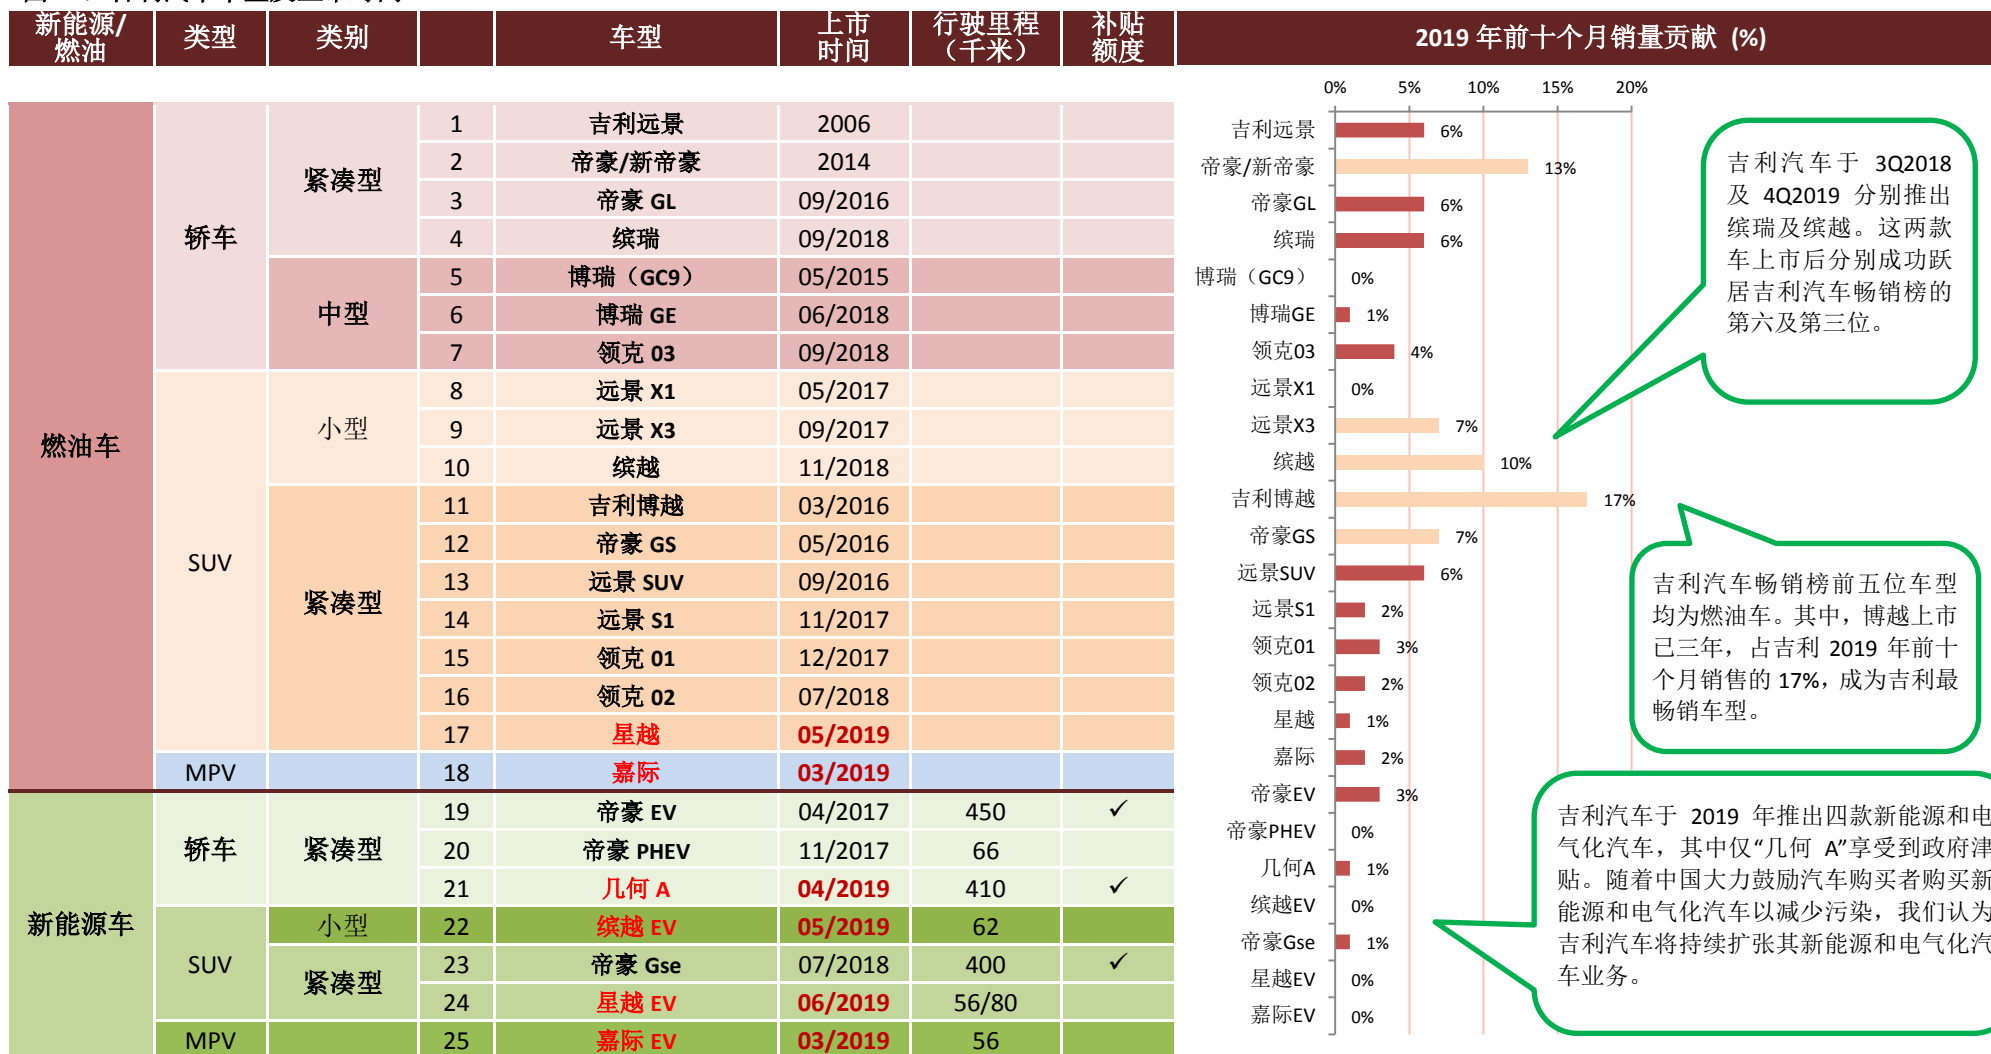 新能源/
燃油
类型
类别
车型
上市
时间
行驶里程
（千米）
补贴
额度
2019 年前十个月销量贡献 (%)
燃油车
轿车
紧凑型
1 吉利远景 2006
2 帝豪/新帝豪 2014
3 帝豪 GL 09/2016
4 缤瑞 09/2018
中型
5 博瑞（GC9） 05/2015
6 博瑞 GE 06/2018
7 领克 03 09/2018
SUV
小型
8 远景 X1 05/2017
9 远景 X3 09/2017
10 缤越 11/2018
紧凑型
11 吉利博越 03/2016
12 帝豪 GS 05/2016
13 远景 SUV 09/2016
14 远景 S1 11/2017
15 领克 01 12/2017
16 领克 02 07/2018
17 星越 05/2019
MPV 18 嘉际 03/2019
新能源车
轿车
紧凑型
19 帝豪 EV 04/2017 450 ✓
20 帝豪 PHEV 11/2017 66
21 几何 A 04/2019 410 ✓
SUV
小型
22 缤越 EV 05/2019 62
紧凑型
23 帝豪 Gse 07/2018 400 ✓
24 星越 EV 06/2019 56/80
MPV 25 嘉际 EV 03/2019 56
0% 5% 10% 15% 20%
吉利远景 6%
帝豪/新帝豪 13%
帝豪GL 6%
缤瑞 6%
博瑞（GC9） 0%
博瑞GE 1%
领克03 4%
远景X1 0%
远景X3 7%
缤越 10%
吉利博越 17%
帝豪GS 7%
远景SUV 6%
远景S1 2%
领克01 3%
领克02 2%
星越 1%
嘉际 2%
帝豪EV 3%
帝豪PHEV 0%
几何A 1%
缤越EV 0%
帝豪Gse 1%
星越EV 0%
嘉际EV 0%
吉利汽车于 3Q2018
及 4Q2019 分别推出
缤瑞及缤越。这两款
车上市后分别成功跃
居吉利汽车畅销榜的
第六及第三位。
吉利汽车畅销榜前五位车型
均为燃油车。其中，博越上市
已三年，占吉利 2019 年前十
个月销售的 17%，成为吉利最
畅销车型。
吉利汽车于 2019 年推出四款新能源和电
气化汽车，其中仅“几何 A”享受到政府津
贴。随着中国大力鼓励汽车购买者购买新
能源和电气化汽车以减少污染，我们认为
吉利汽车将持续扩张其新能源和电气化汽
车业务。